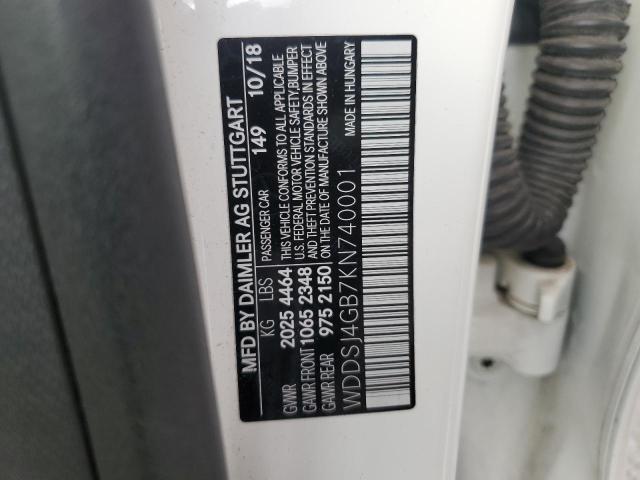 MFD BY DAIMLER AG STUTTGART
KG LBS PASSENGER CAR 149 10/18
GVWR 2025 4464 THIS VEHICLE CONFORMS TO ALL APPLICABLE
GAWR FRONT 1065 2348 U.S. FEDERAL MOTOR VEHICLE SAFETY, BUMPER
AND THEFT PREVENTION STANDARDS IN EFFECT
GAWR REAR 975 2150 ON THE DATE OF MANUFACTURE SHOWN ABOVE
WDDSJ4GB7KN740001 MADE IN HUNGARY